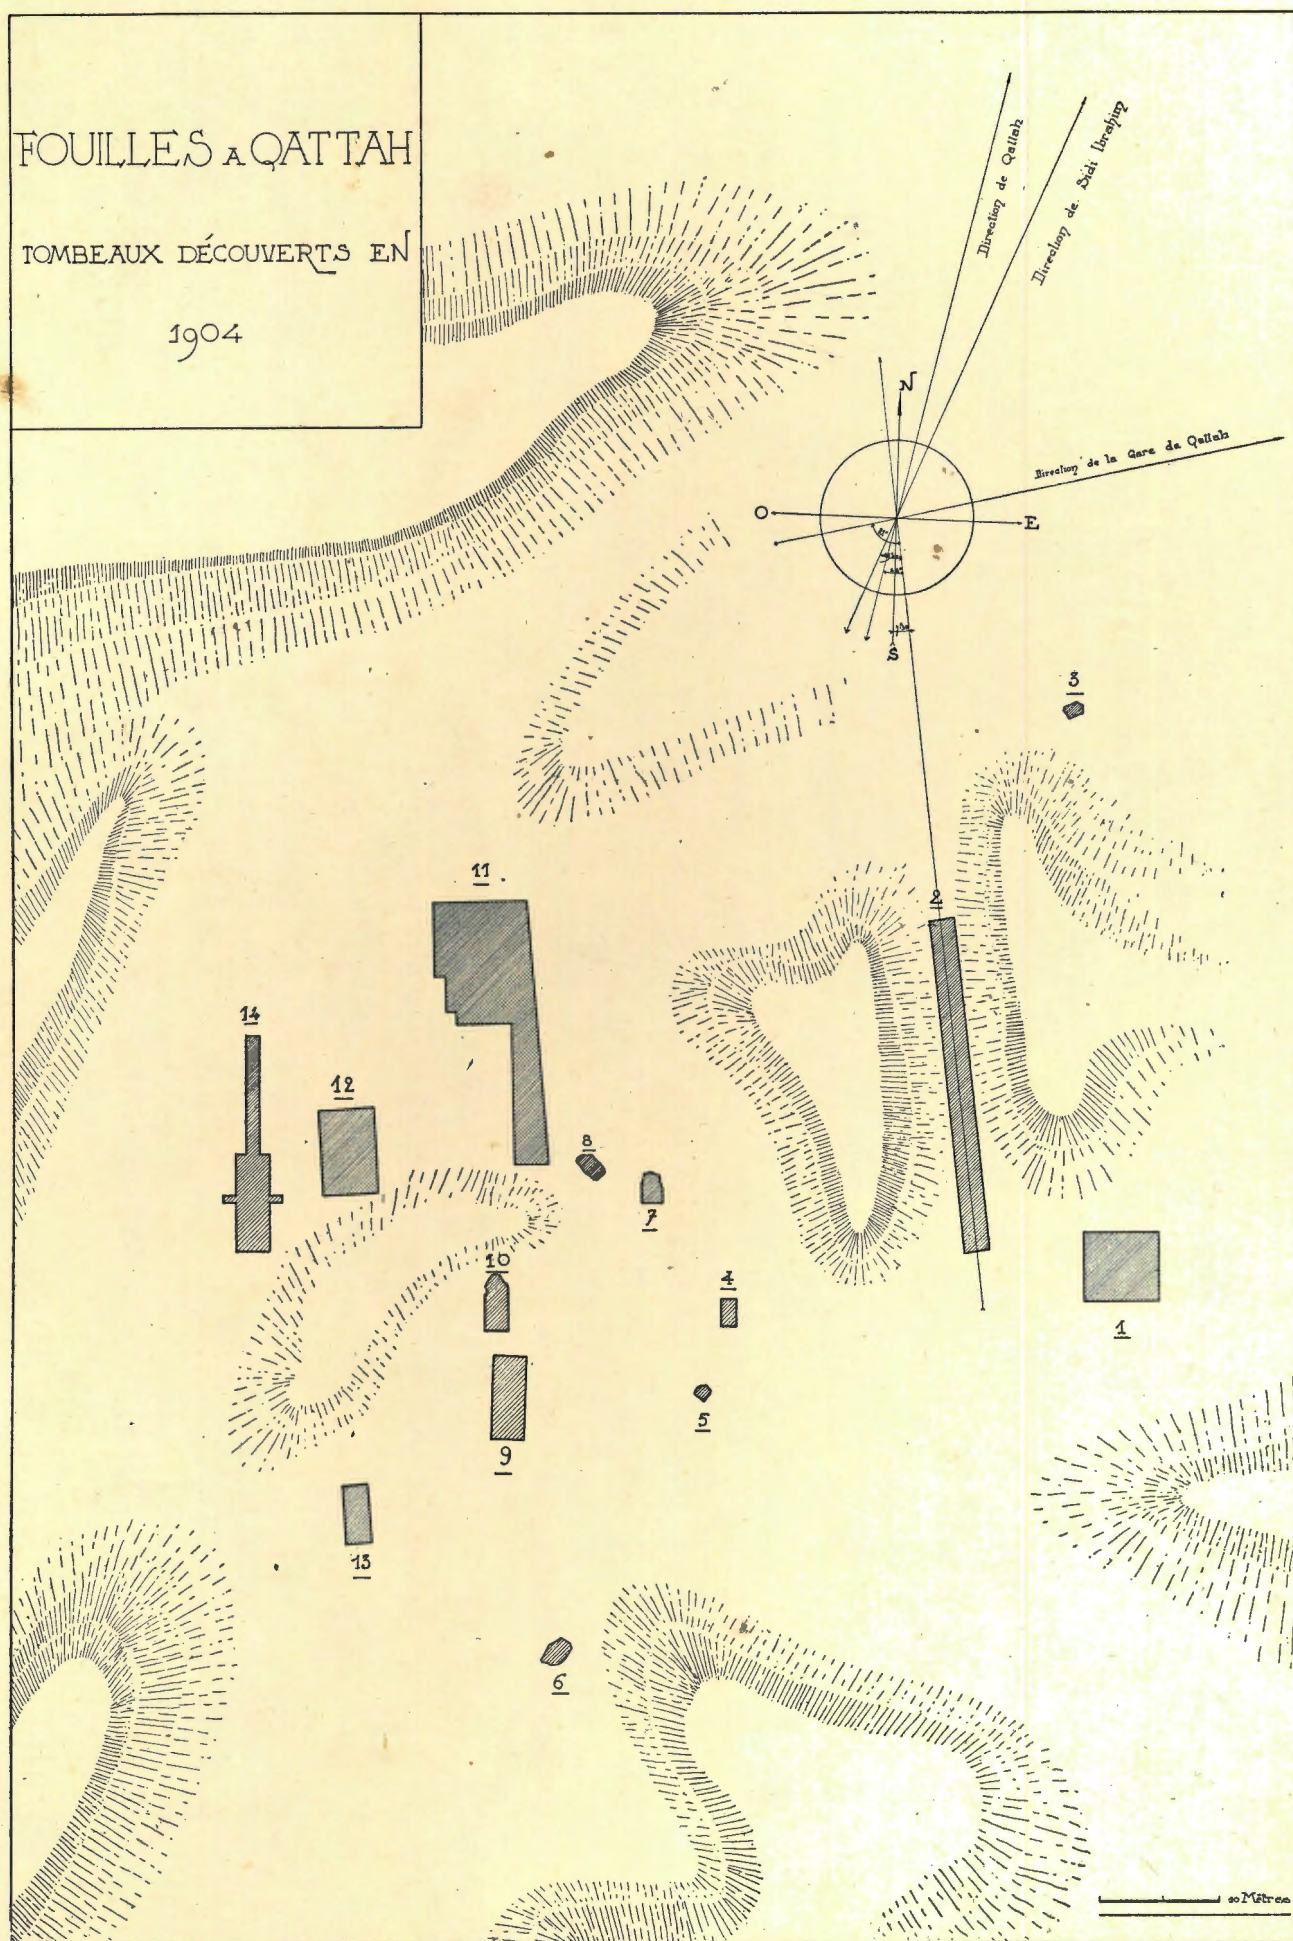 FOUILLES A QATTAH
TOMBEAUX DÉCOUVERTS EN
1904
Direction de Qattah
Direction de Sidi Ibrahim
N
Direction de la Gare de Qattah
O
E
S
3
11
2
14
12
8
7
10
4
1
5
9
13
6
10 Mètres